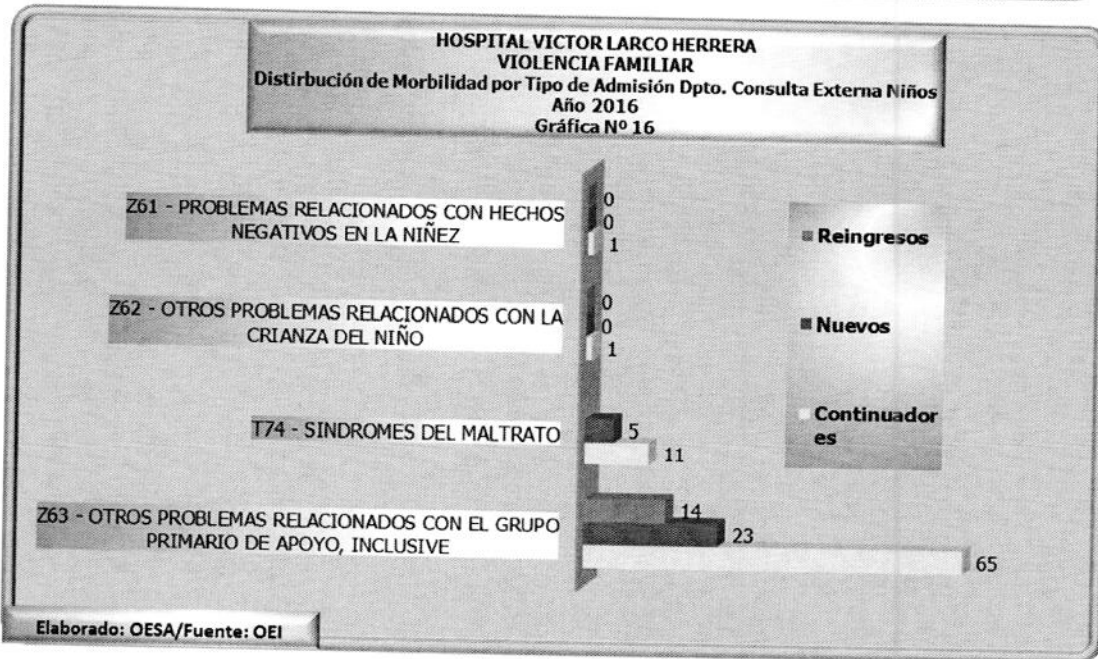 HOSPITAL VICTOR LARCO HERRERA
VIOLENCIA FAMILIAR
Distirbución de Morbilidad por Tipo de Admisión Dpto. Consulta Externa Niños
Año 2016
Gráfica Nº 16
Z61 - PROBLEMAS RELACIONADOS CON HECHOS
NEGATIVOS EN LA NIÑEZ
0
0
1
Z62 - OTROS PROBLEMAS RELACIONADOS CON LA
CRIANZA DEL NIÑO
0
0
1
T74 - SINDROMES DEL MALTRATO
5
11
Z63 - OTROS PROBLEMAS RELACIONADOS CON EL GRUPO
PRIMARIO DE APOYO, INCLUSIVE
14
23
65
Reingresos
Nuevos
Continuador
es
Elaborado: OESA/Fuente: OEI